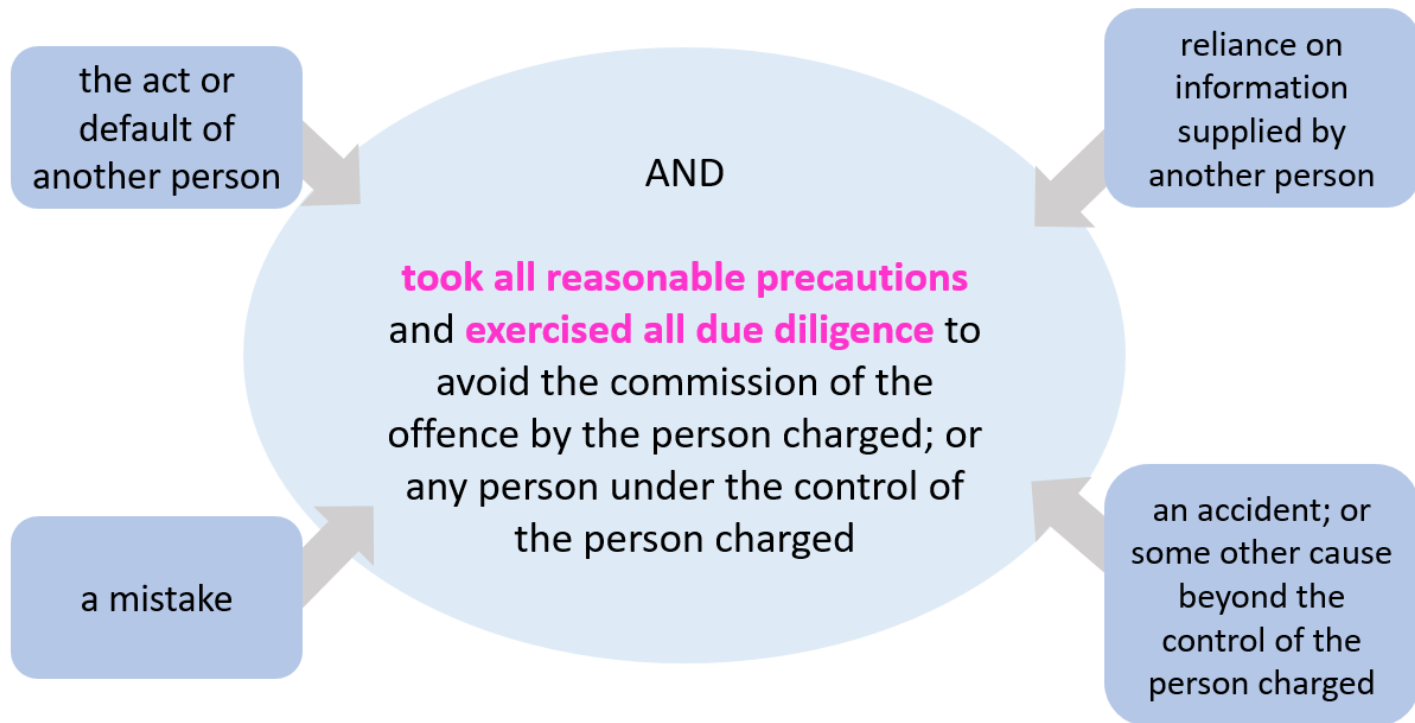 the act or
default of
another person
reliance on
information
supplied by
another person
AND
took all reasonable precautions
and exercised all due diligence to
avoid the commission of the
offence by the person charged; or
any person under the control of
the person charged
a mistake
an accident; or
some other cause
beyond the
control of the
person charged